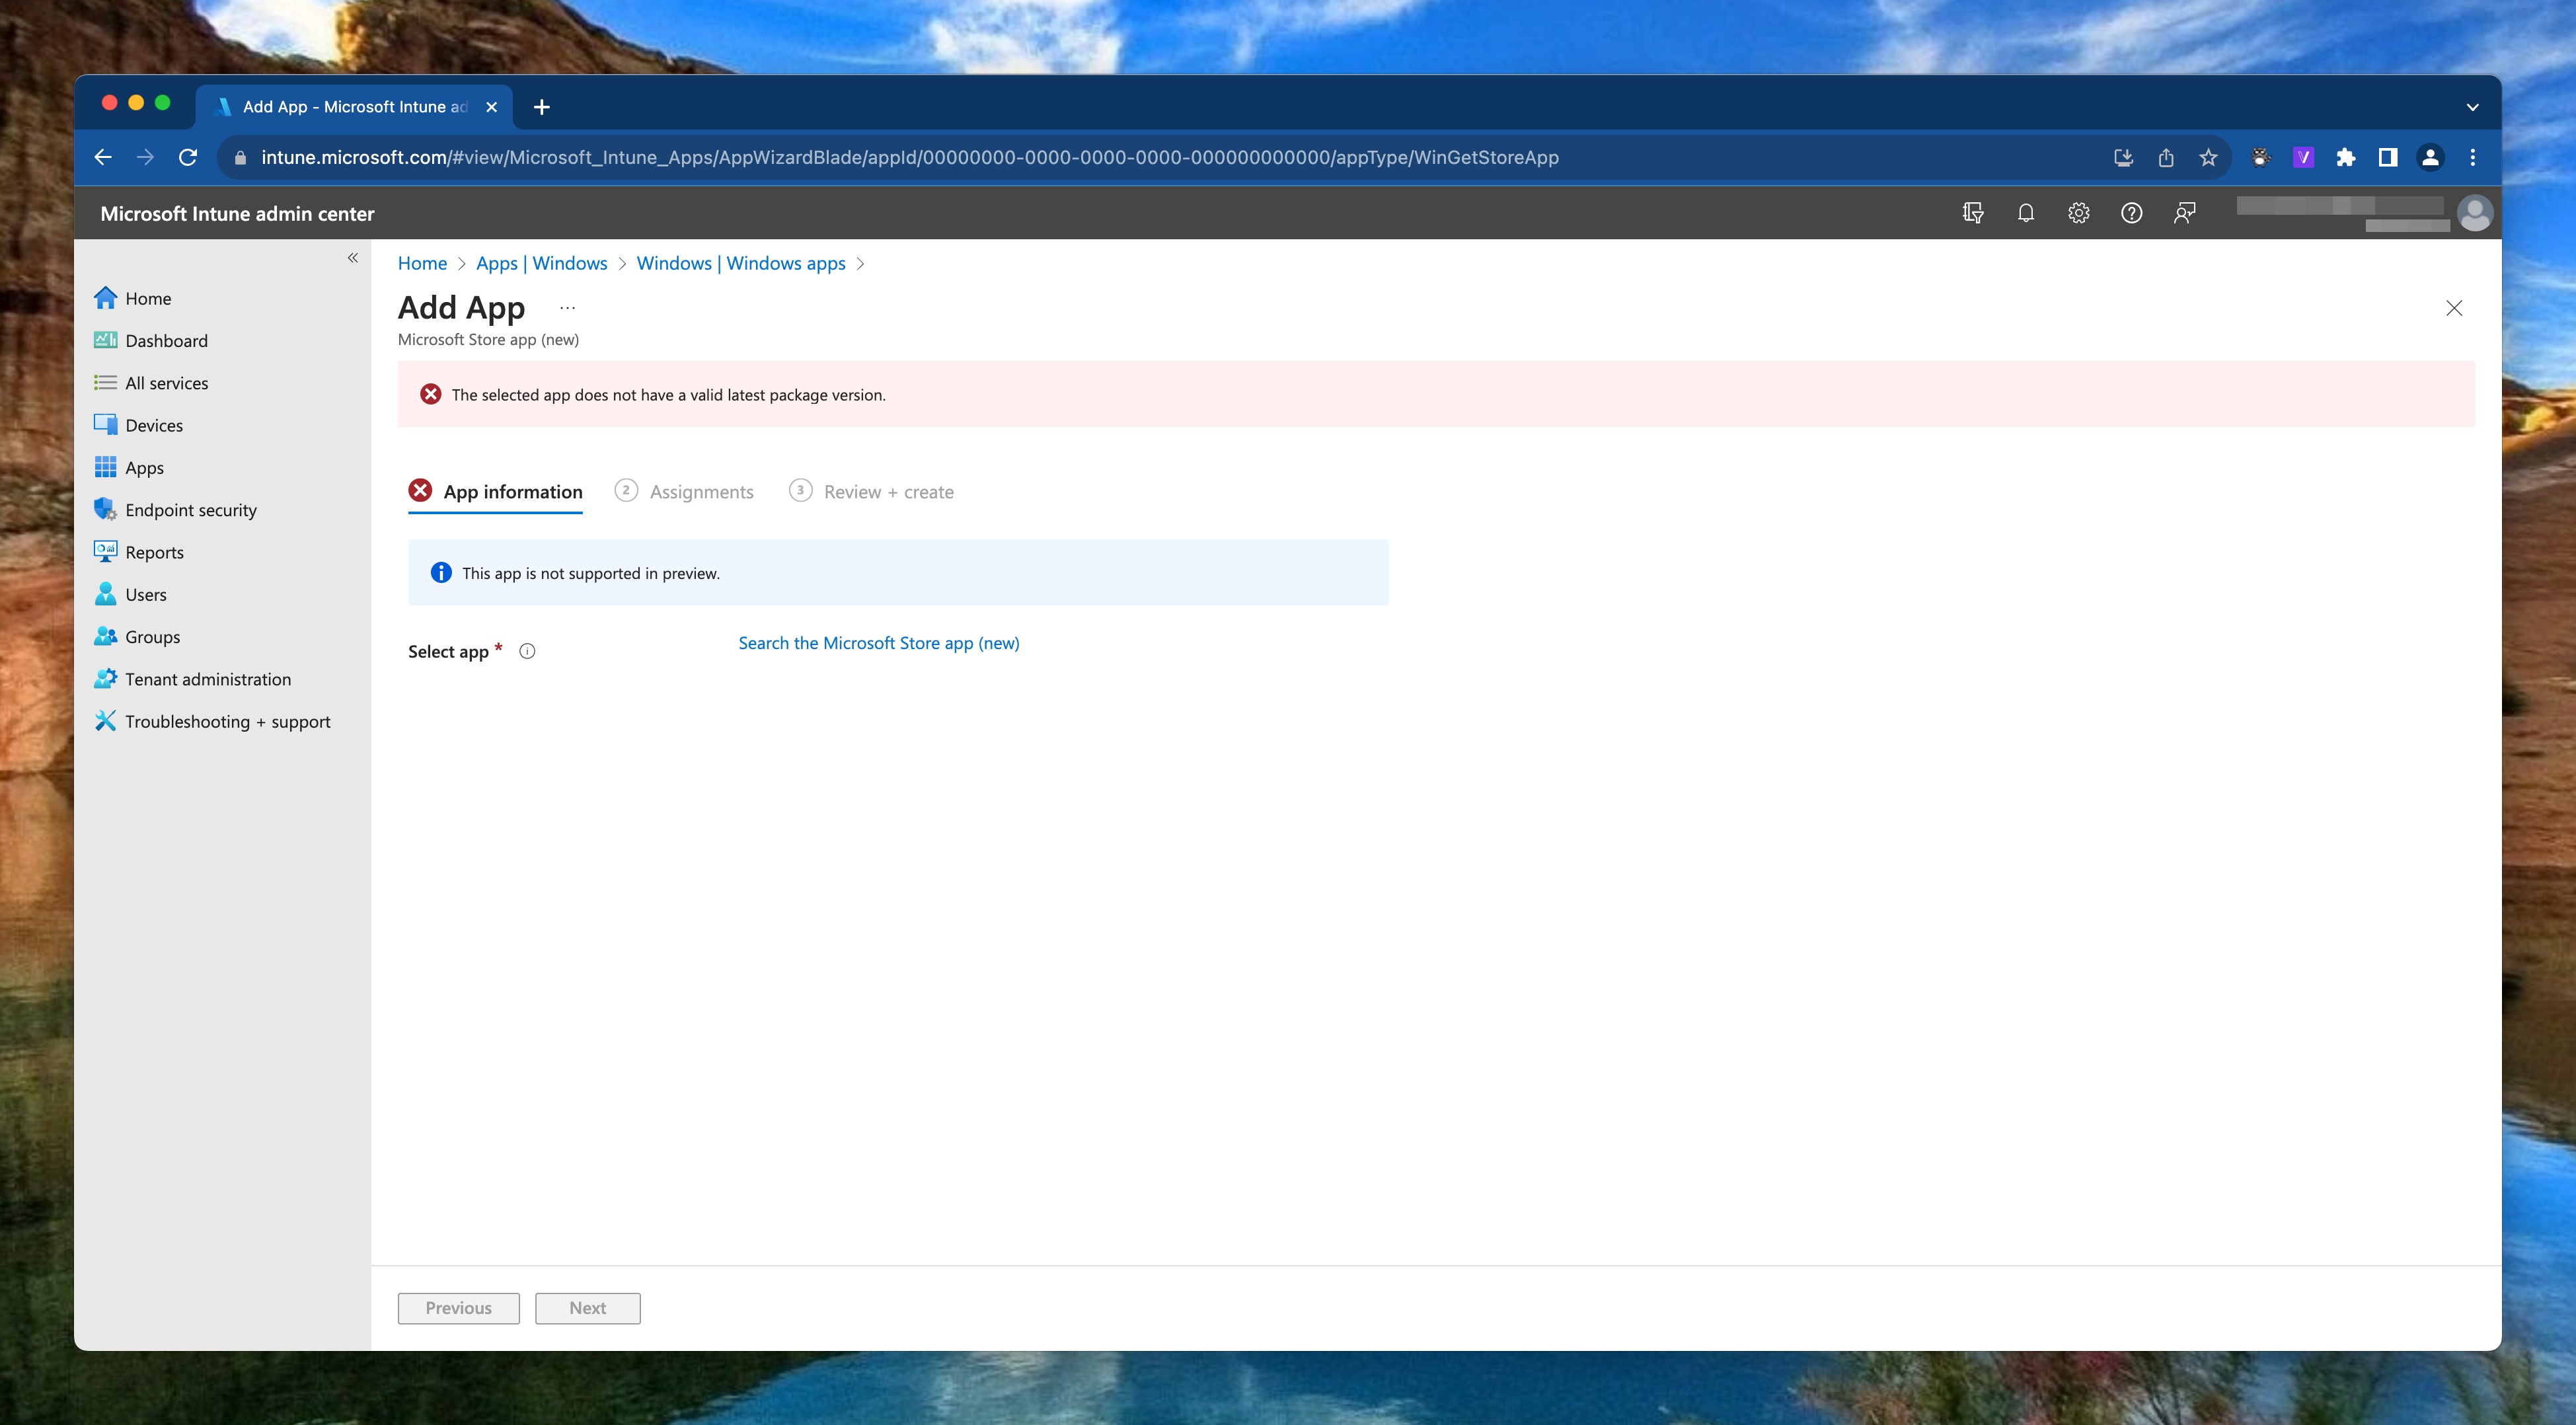 Add App - Microsoft Intune ad
intune.microsoft.com/#view/Microsoft_Intune_Apps/AppWizardBlade/appId/00000000-0000-0000-0000-000000000000/appType/WinGetStoreApp
Microsoft Intune admin center
Home
Dashboard
All services
Devices
Apps
Endpoint security
Reports
Users
Groups
Tenant administration
Troubleshooting + support
Home > Apps | Windows > Windows | Windows apps >
Add App ...
Microsoft Store app (new)
The selected app does not have a valid latest package version.
App information 2 Assignments 3 Review + create
This app is not supported in preview.
Select app * Search the Microsoft Store app (new)
Previous Next